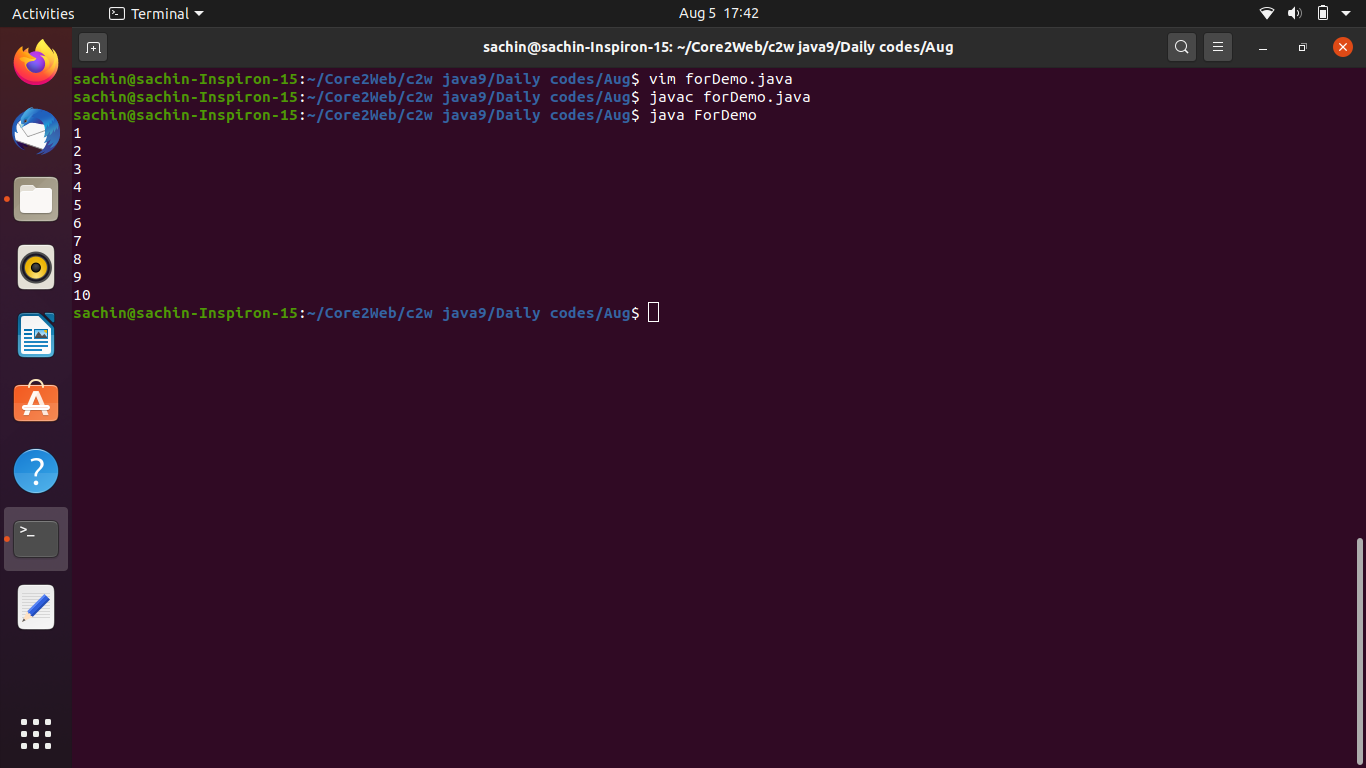 Activities Terminal Aug 5 17:42
sachin@sachin-Inspiron-15: ~/Core2Web/c2w java9/Daily codes/Aug
sachin@sachin-Inspiron-15:~/Core2Web/c2w java9/Daily codes/Aug$ vim forDemo.java
sachin@sachin-Inspiron-15:~/Core2Web/c2w java9/Daily codes/Aug$ javac forDemo.java
sachin@sachin-Inspiron-15:~/Core2Web/c2w java9/Daily codes/Aug$ java ForDemo
1
2
3
4
5
6
7
8
9
10
sachin@sachin-Inspiron-15:~/Core2Web/c2w java9/Daily codes/Aug$